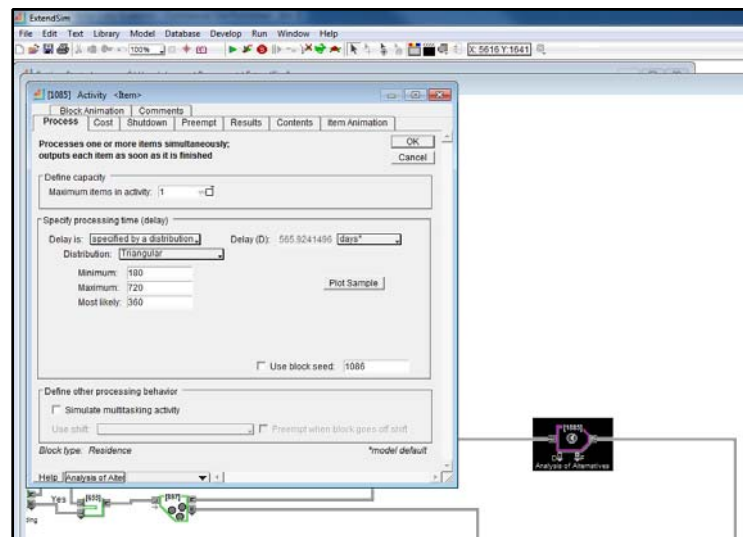 ExtendSim
File Edit Text Library Model Database Develop Run Window Help
100%
X: 5616 Y:1641
[1085] Activity <Item>
Block Animation Comments
Process Cost Shutdown Preempt Results Contents Item Animation
Processes one or more items simultaneously;
outputs each item as soon as it is finished
OK
Cancel
Define capacity
Maximum items in activity: 1
Specify processing time (delay)
Delay is: specified by a distribution Delay (D): 565.9241496 days*
Distribution: Triangular
Minimum: 180
Maximum: 720
Most likely: 360
Plot Sample
Use block seed: 1086
Define other processing behavior
Simulate multitasking activity
Use shift: Preempt when block goes off shift
Block type: Residence *model default
Help Analysis of Alter
[1085]
D F
Analysis of Alternatives
Yes